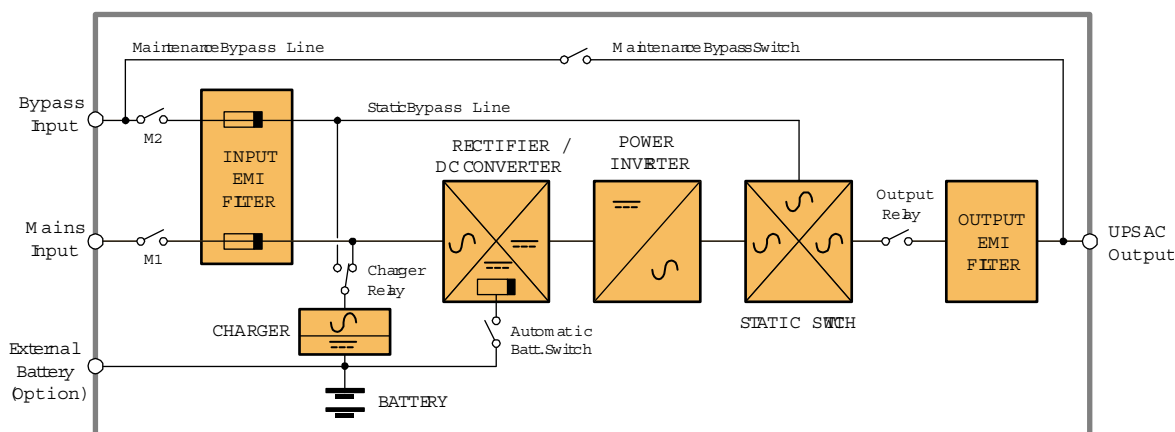 Maintenance Bypass Line
Maintenance Bypass Switch
Bypass
Input
M2
Static Bypass Line
INPUT
EMI
FILTER
RECTIFIER /
DC CONVERTER
POWER
INVERTER
Mains
Input
M1
Charger
Relay
Output
Relay
OUTPUT
EMI
FILTER
UPS AC
Output
CHARGER
Automatic
Batt. Switch
STATIC SWITCH
External
Battery
(Option)
BATTERY